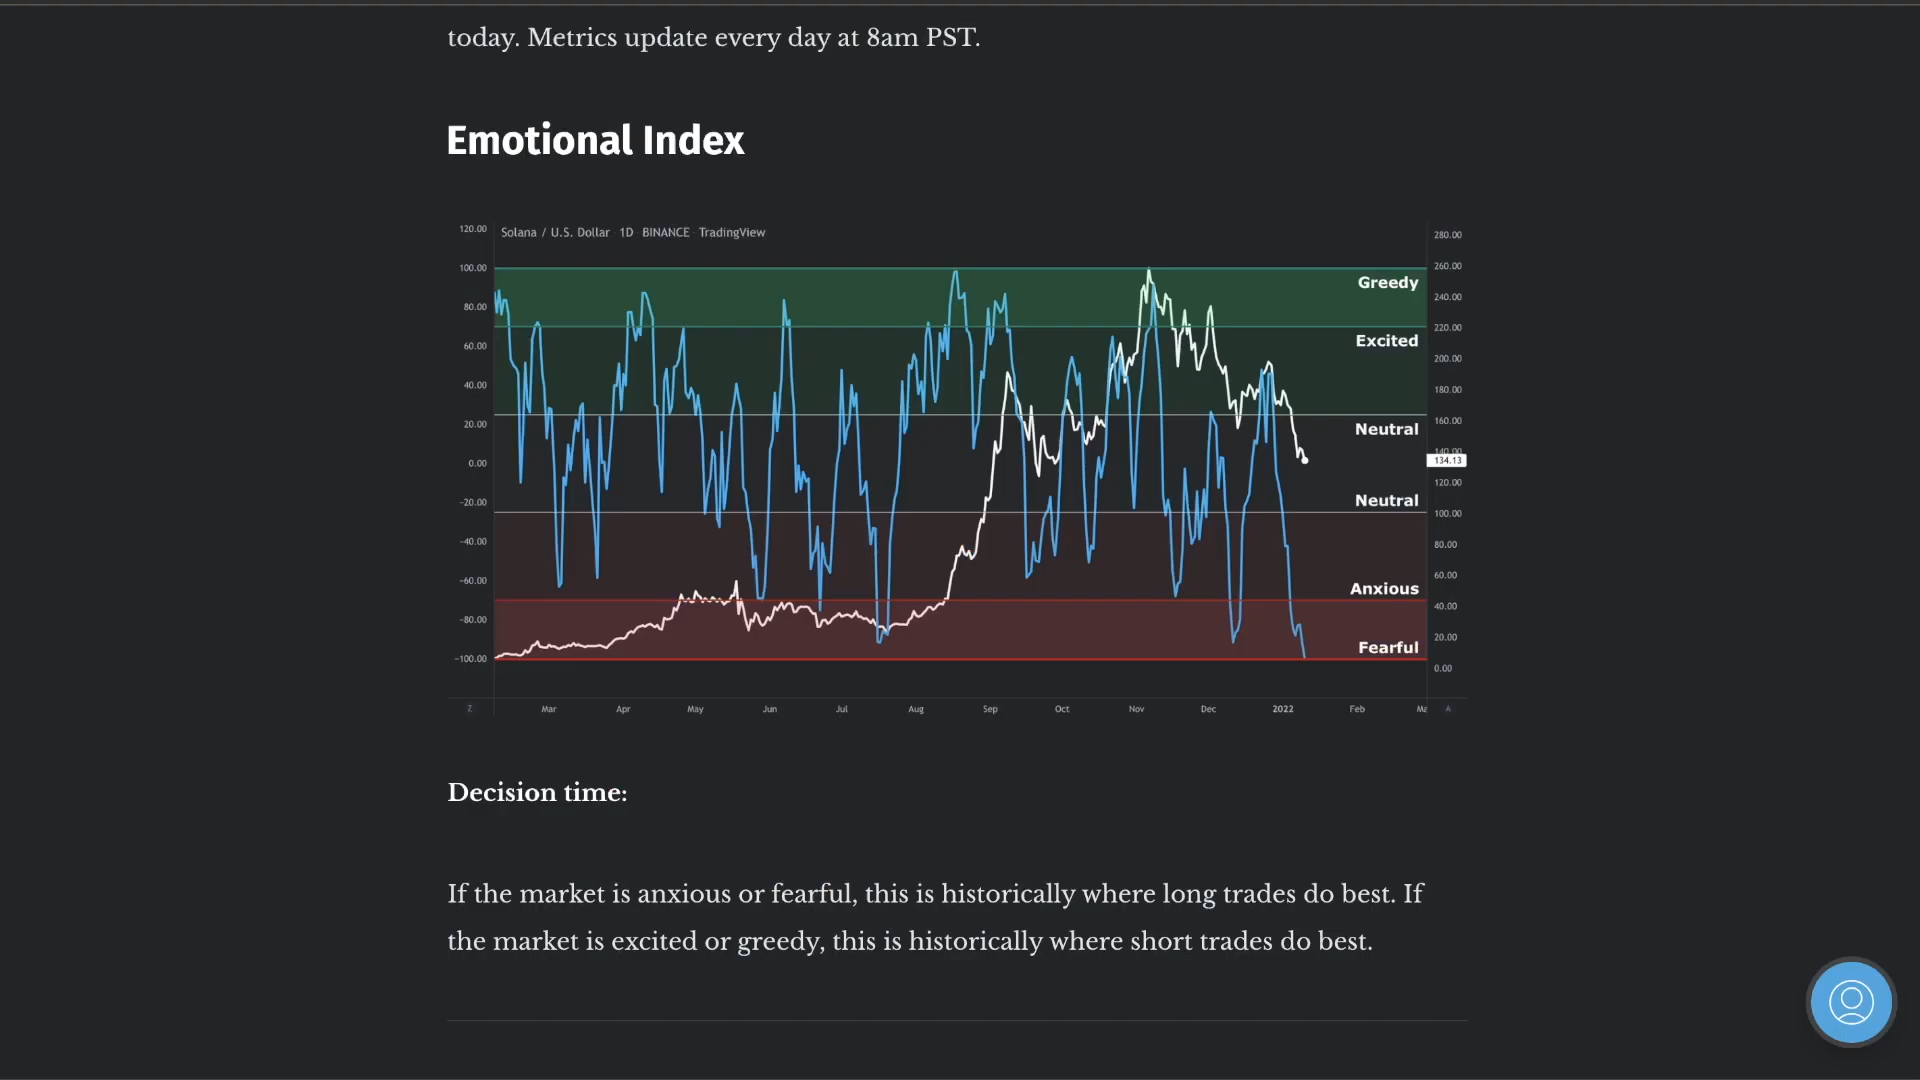 today. Metrics update every day at 8am PST.
Emotional Index
Solana / U.S. Dollar 1D BINANCE TradingView
120.00
100.00
80.00
60.00
40.00
20.00
0.00
−20.00
−40.00
−60.00
−80.00
−100.00
Greedy
Excited
Neutral
Neutral
Anxious
Fearful
280.00
260.00
240.00
220.00
200.00
180.00
160.00
140.00
134.13
120.00
100.00
80.00
60.00
40.00
20.00
0.00
Z Mar Apr May Jun Jul Aug Sep Oct Nov Dec 2022 Feb Ma A
Decision time:
If the market is anxious or fearful, this is historically where long trades do best. If
the market is excited or greedy, this is historically where short trades do best.